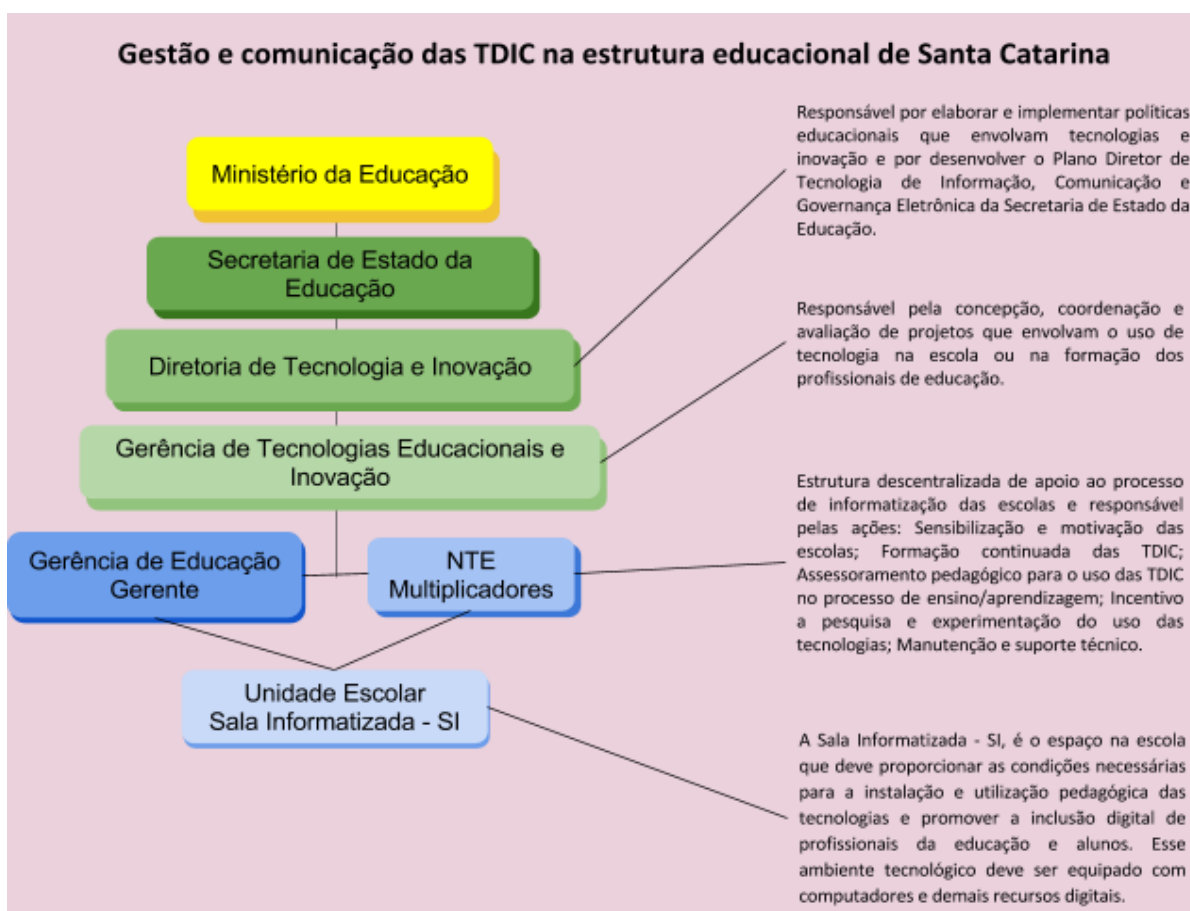 Gestão e comunicação das TDIC na estrutura educacional de Santa Catarina
Ministério da Educação
Secretaria de Estado da
Educação
Diretoria de Tecnologia e Inovação
Gerência de Tecnologias Educacionais e
Inovação
Gerência de Educação
Gerente
NTE
Multiplicadores
Unidade Escolar
Sala Informatizada - SI
Responsável por elaborar e implementar políticas
educacionais que envolvam tecnologias e
inovação e por desenvolver o Plano Diretor de
Tecnologia de Informação, Comunicação e
Governança Eletrônica da Secretaria de Estado da
Educação.
Responsável pela concepção, coordenação e
avaliação de projetos que envolvam o uso de
tecnologia na escola ou na formação dos
profissionais de educação.
Estrutura descentralizada de apoio ao processo
de informatização das escolas e responsável
pelas ações: Sensibilização e motivação das
escolas; Formação continuada das TDIC;
Assessoramento pedagógico para o uso das TDIC
no processo de ensino/aprendizagem; Incentivo
a pesquisa e experimentação do uso das
tecnologias; Manutenção e suporte técnico.
A Sala Informatizada - SI, é o espaço na escola
que deve proporcionar as condições necessárias
para a instalação e utilização pedagógica das
tecnologias e promover a inclusão digital de
profissionais da educação e alunos. Esse
ambiente tecnológico deve ser equipado com
computadores e demais recursos digitais.